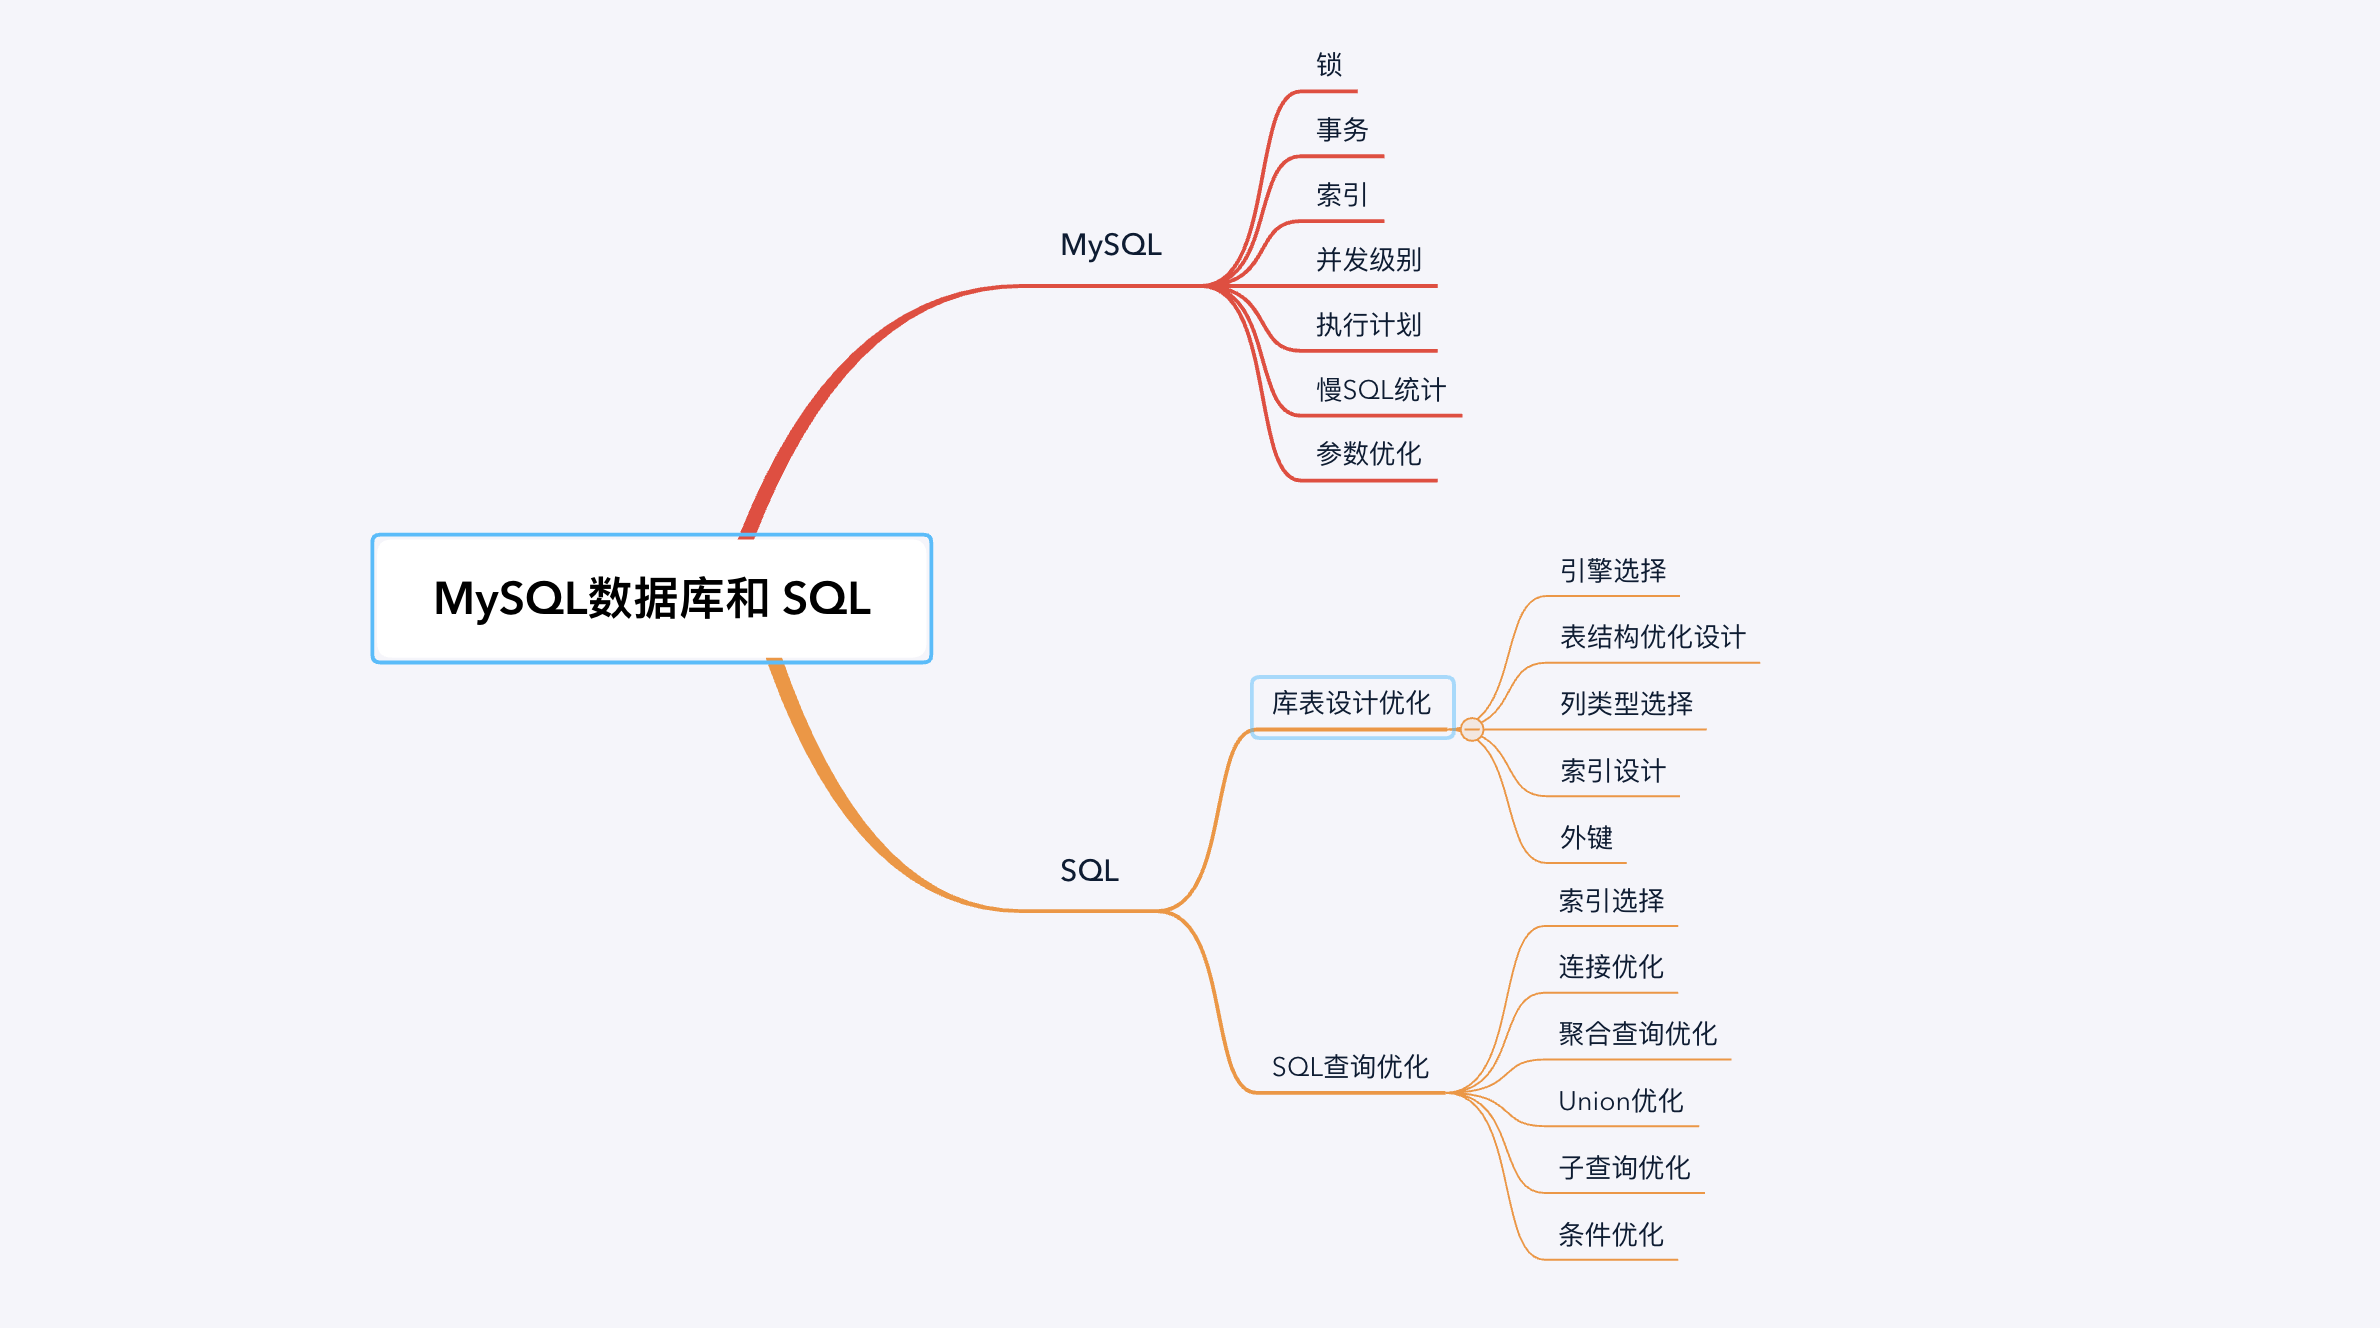 MySQL数据库和 SQL
MySQL
锁
事务
索引
并发级别
执行计划
慢SQL统计
参数优化
SQL
库表设计优化
引擎选择
表结构优化设计
列类型选择
索引设计
外键
SQL查询优化
索引选择
连接优化
聚合查询优化
Union优化
子查询优化
条件优化